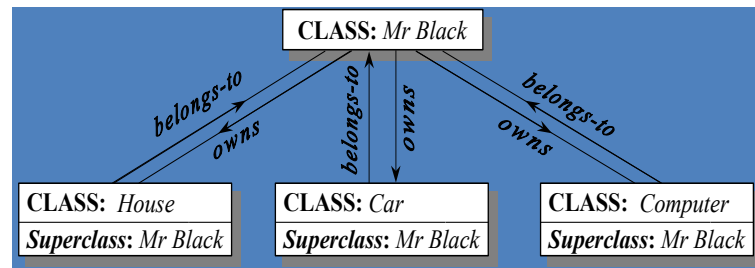 CLASS: Mr Black
belongs-to
owns
belongs-to
owns
belongs-to
owns
CLASS: House
Superclass: Mr Black
CLASS: Car
Superclass: Mr Black
CLASS: Computer
Superclass: Mr Black